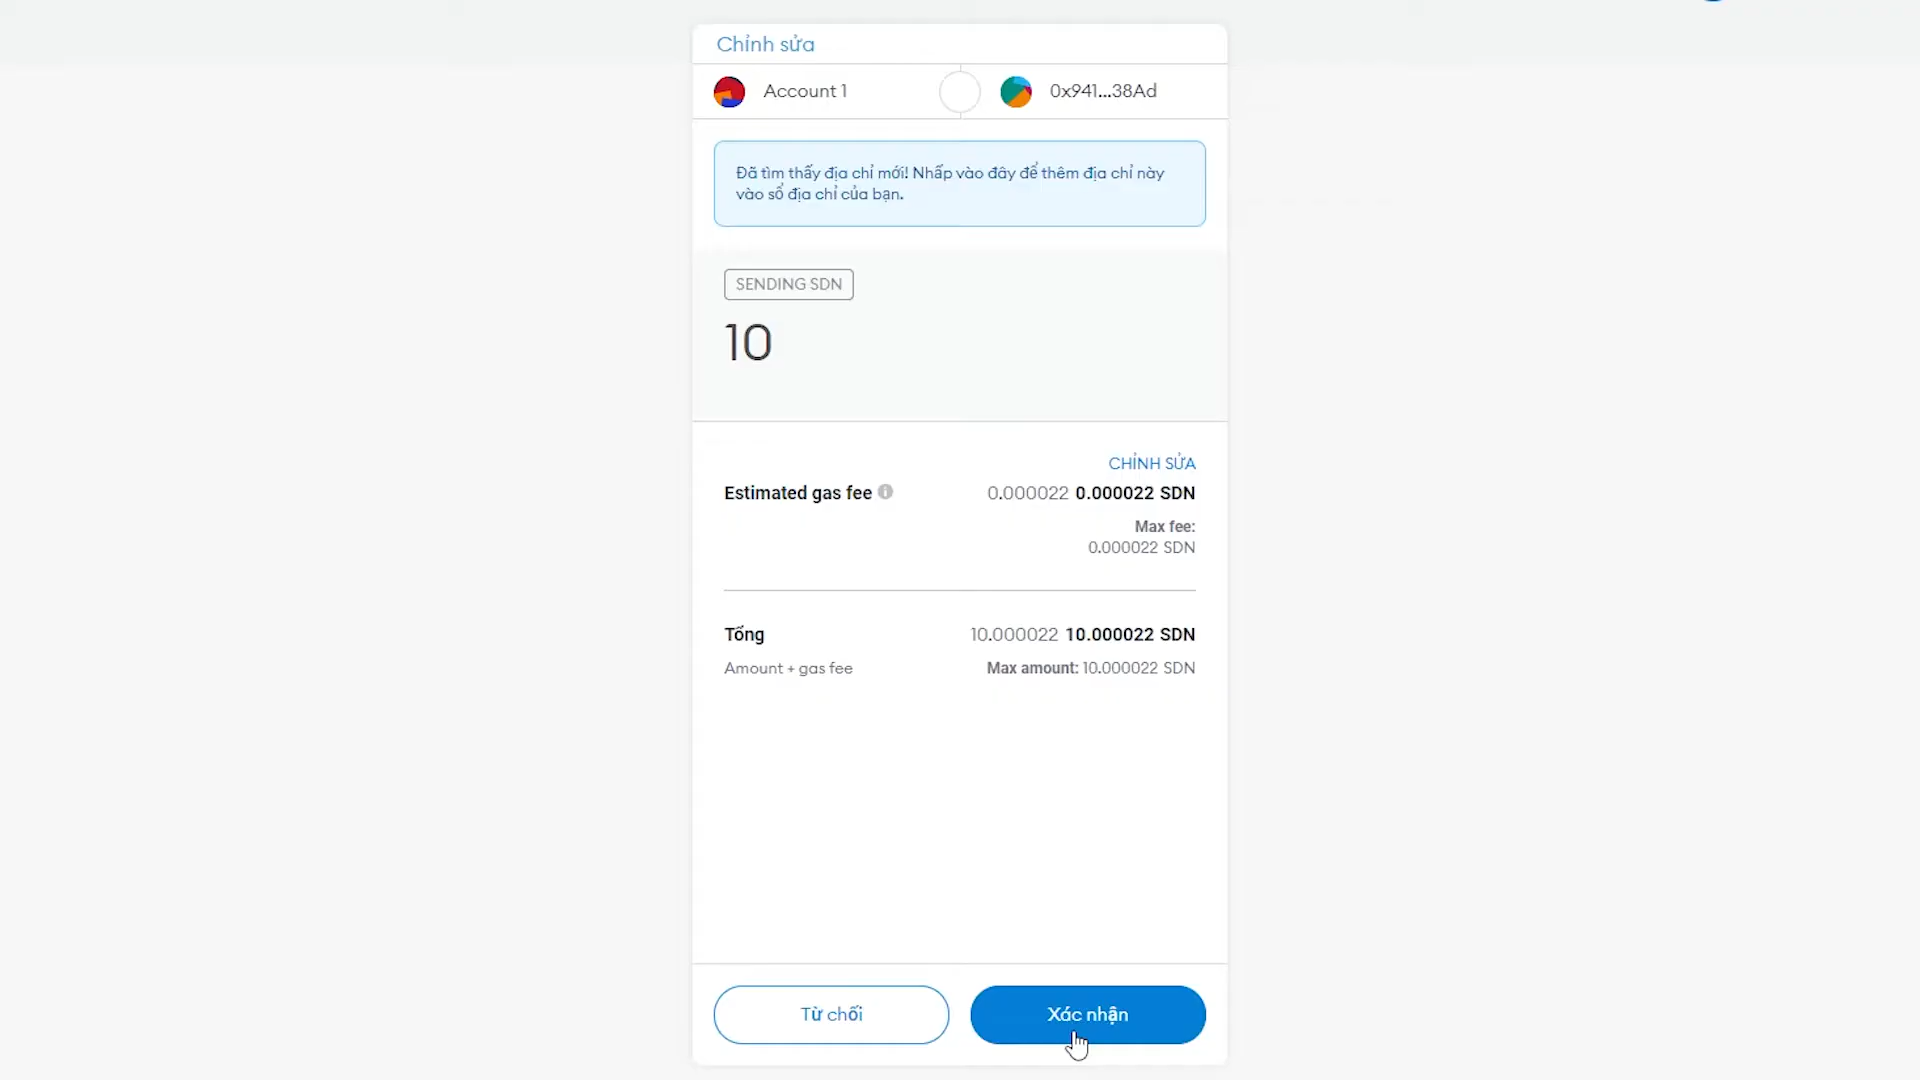 Chỉnh sửa
Account 1
0x941...38Ad
Đã tìm thấy địa chỉ mới! Nhấp vào đây để thêm địa chỉ này
vào sổ địa chỉ của bạn.
SENDING SDN
10
CHỈNH SỬA
Estimated gas fee 0.000022 0.000022 SDN
Max fee:
0.000022 SDN
Tổng 10.000022 10.000022 SDN
Amount + gas fee Max amount: 10.000022 SDN
Từ chối
Xác nhận